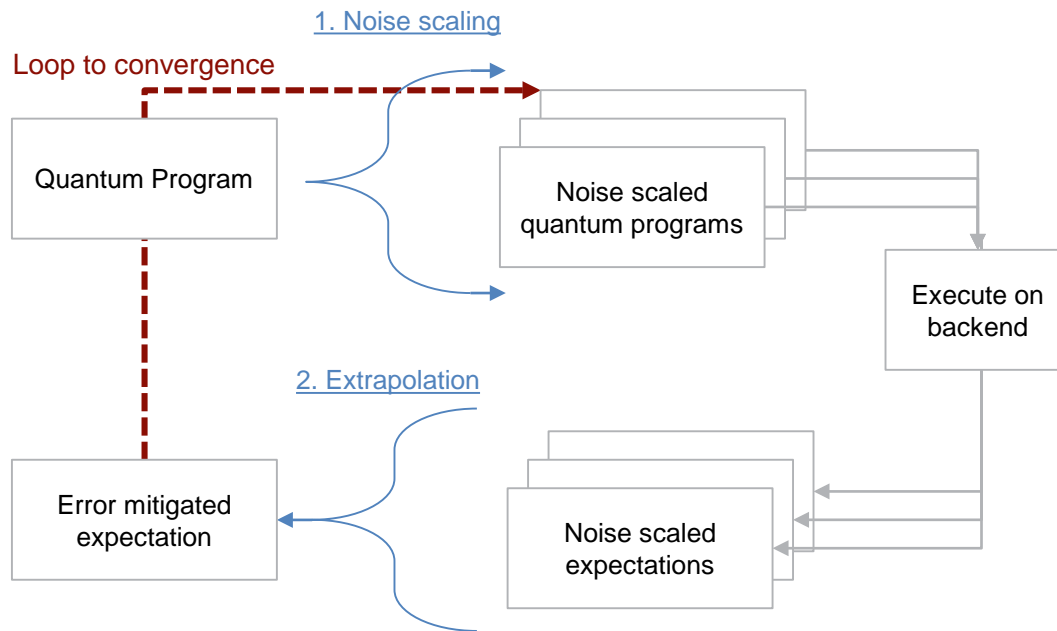 1. Noise scaling
Loop to convergence
Quantum Program
Noise scaled
quantum programs
Execute on
backend
2. Extrapolation
Error mitigated
expectation
Noise scaled
expectations